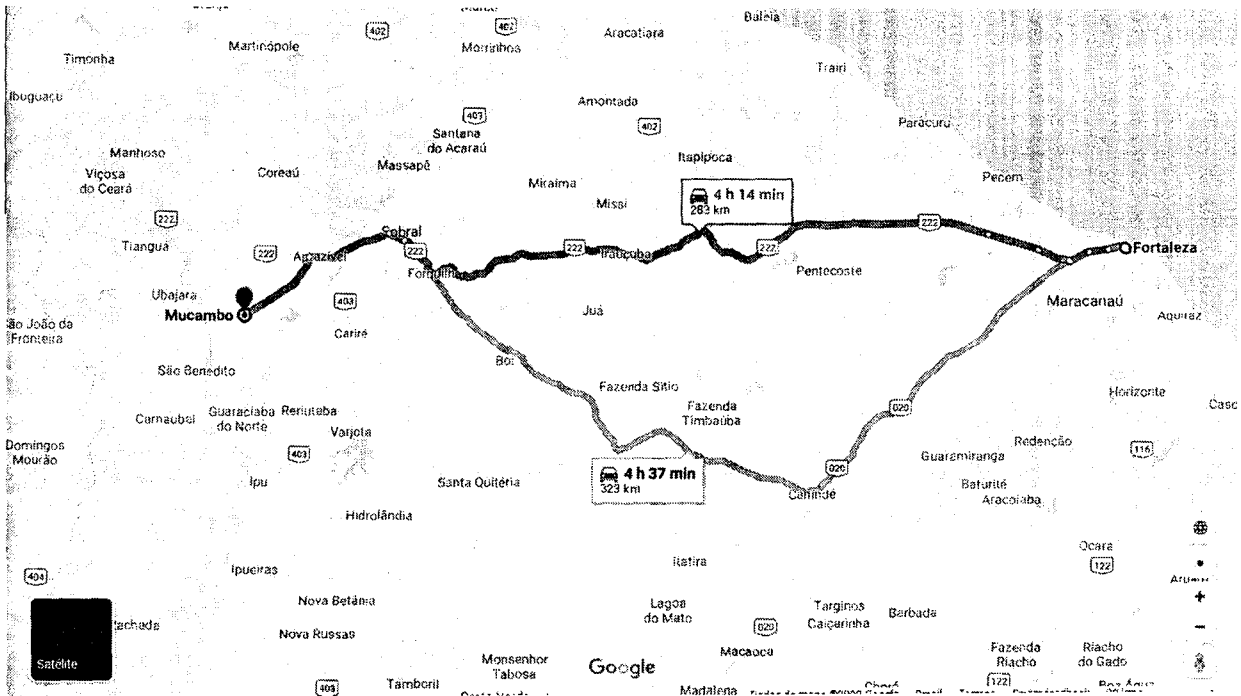 Baleia
402
402
Martinópole
Morrinhos
Aracatiara
Timonha
Trairi
Ibuguaçu
Amontada
403
402
Paracuru
Santana
do Acaraú
Manhoso
Massapê
Itapipoca
Viçosa
do Ceará
Coreaú
Miraima
Pecém
4 h 14 min
283 km
Missi
222
222
Sobral
Tianguá
222
222
222
222
Fortaleza
Irauçuba
Forquilha
Pentecoste
Ubajara
403
Maracanaú
Mucambo
Juá
Aquiraz
ão João da
Fronteira
Cariré
Boi
São Benedito
Fazenda Sítio
Horizonte
Carnaubal
Guaraciaba
do Norte
Reriutaba
Fazenda
Timbaúba
020
Casc
Varjota
Domingos
Mourão
403
Redenção
116
Guaramiranga
4 h 37 min
323 km
020
Ipu
Santa Quitéria
Canindé
Baturité
Aracoiaba
Hidrolândia
Ocara
Itatira
122
404
Ipueiras
Nova Betânia
Lagoa
do Mato
Targinos
Caiçarinha
Barbada
020
achada
Nova Russas
Macaoca
Fazenda
Riacho
Riacho
do Gado
Satélite
Monsenhor
Tabosa
Google
403
Tamboril
Madalena
122